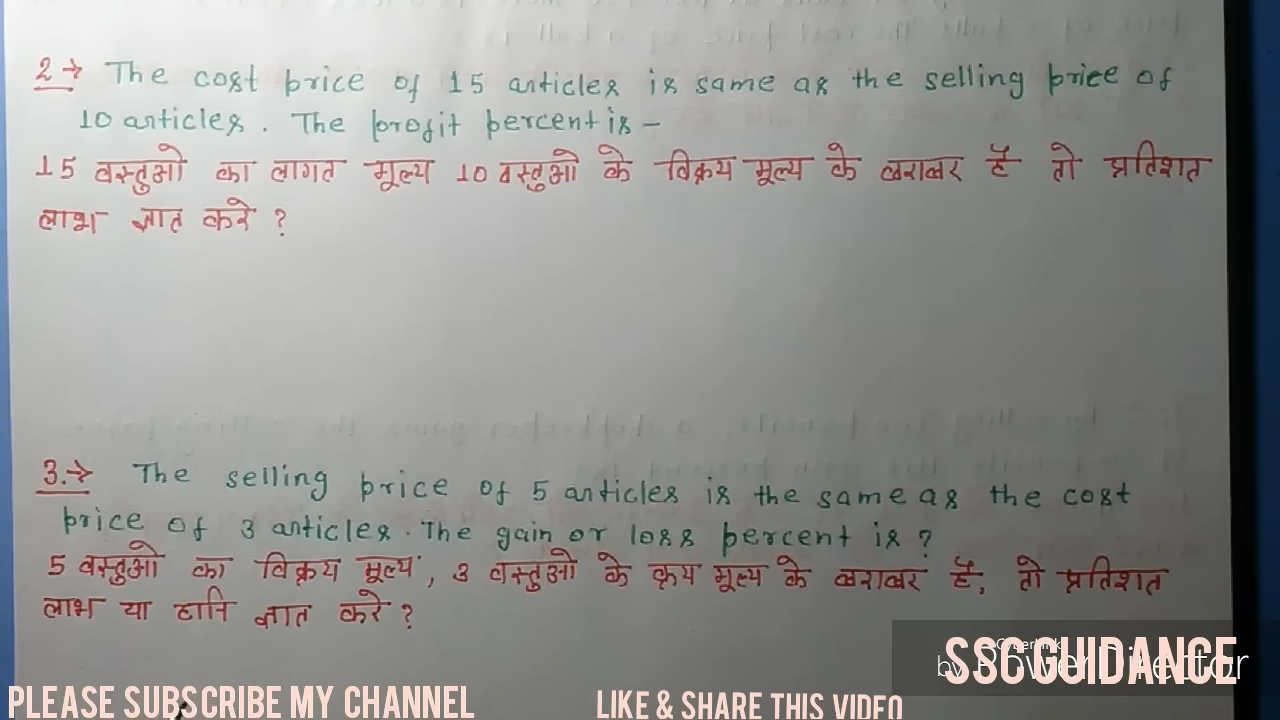 2→ The cost price of 15 articles is same as the selling price of
10 articles. The profit percent is –
15 वस्तुओ का लागत मूल्य 10 वस्तुओ के विक्रय मूल्य के बराबर है तो प्रतिशत
लाभ ज्ञात करे ?
3.→ The selling price of 5 articles is the same as the cost
price of 3 articles. The gain or loss percent is ?
5 वस्तुओ का विक्रय मूल्य, 3 वस्तुओ के क्रय मूल्य के बराबर है, तो प्रतिशत
लाभ या हानि ज्ञात करे ?
SSC GUIDANCE
by PowerDirector
PLEASE SUBSCRIBE MY CHANNEL
LIKE & SHARE THIS VIDEO